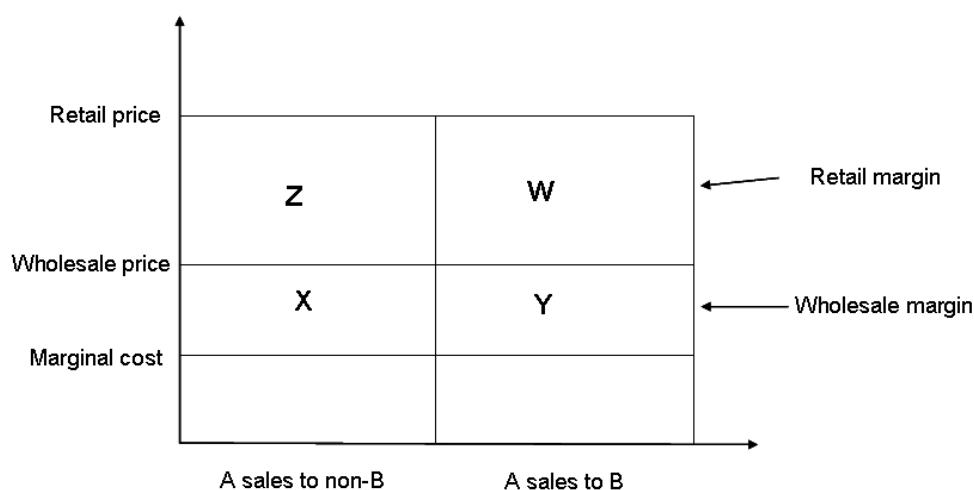 Retail price
Z
W
Retail margin
Wholesale price
X
Y
Wholesale margin
Marginal cost
A sales to non-B
A sales to B